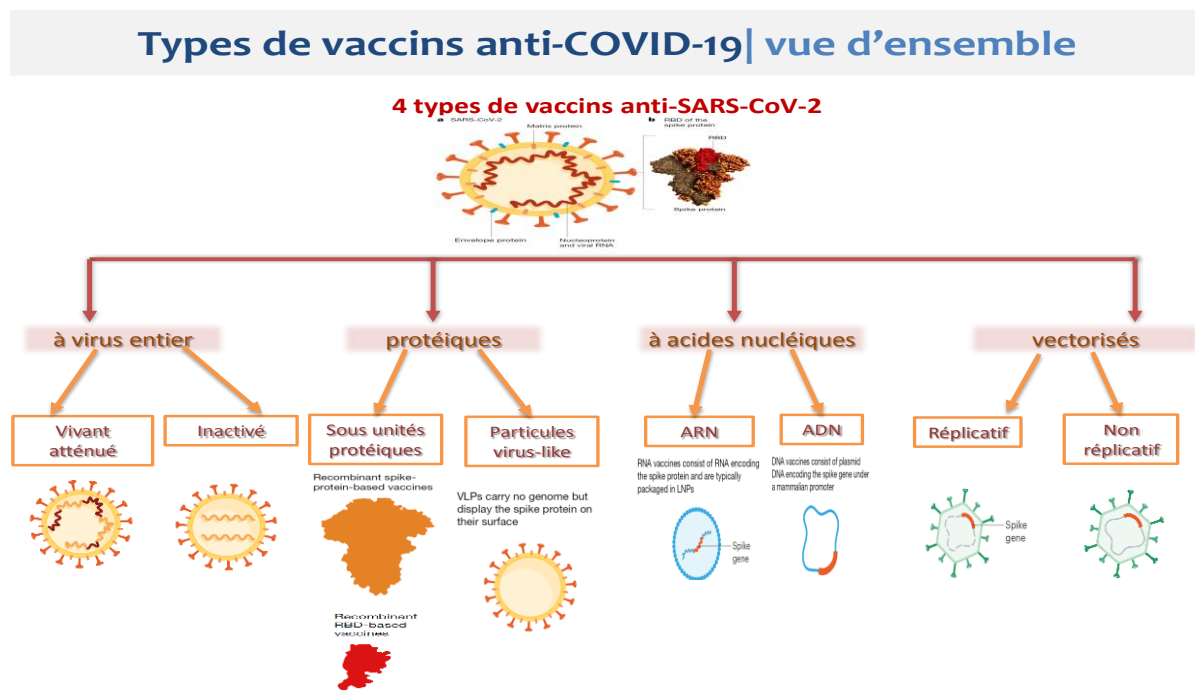 Types de vaccins anti-COVID-19| vue d’ensemble
4 types de vaccins anti-SARS-CoV-2
a SARS-CoV-2
Matrix protein
b RBD of the
spike protein
RBD
Spike protein
Envelope protein
Nucleoprotein
and viral RNA
à virus entier
protéiques
à acides nucléiques
vectorisés
Vivant
atténué
Inactivé
Sous unités
protéiques
Particules
virus-like
ARN
ADN
Réplicatif
Non
réplicatif
Recombinant spike-
protein-based vaccines
VLPs carry no genome but
display the spike protein on
their surface
RNA vaccines consist of RNA encoding
the spike protein and are typically
packaged in LNPs
DNA vaccines consist of plasmid
DNA encoding the spike gene under
a mammalian promoter
Spike
gene
Spike
gene
Recombinant
RBD-based
vaccines